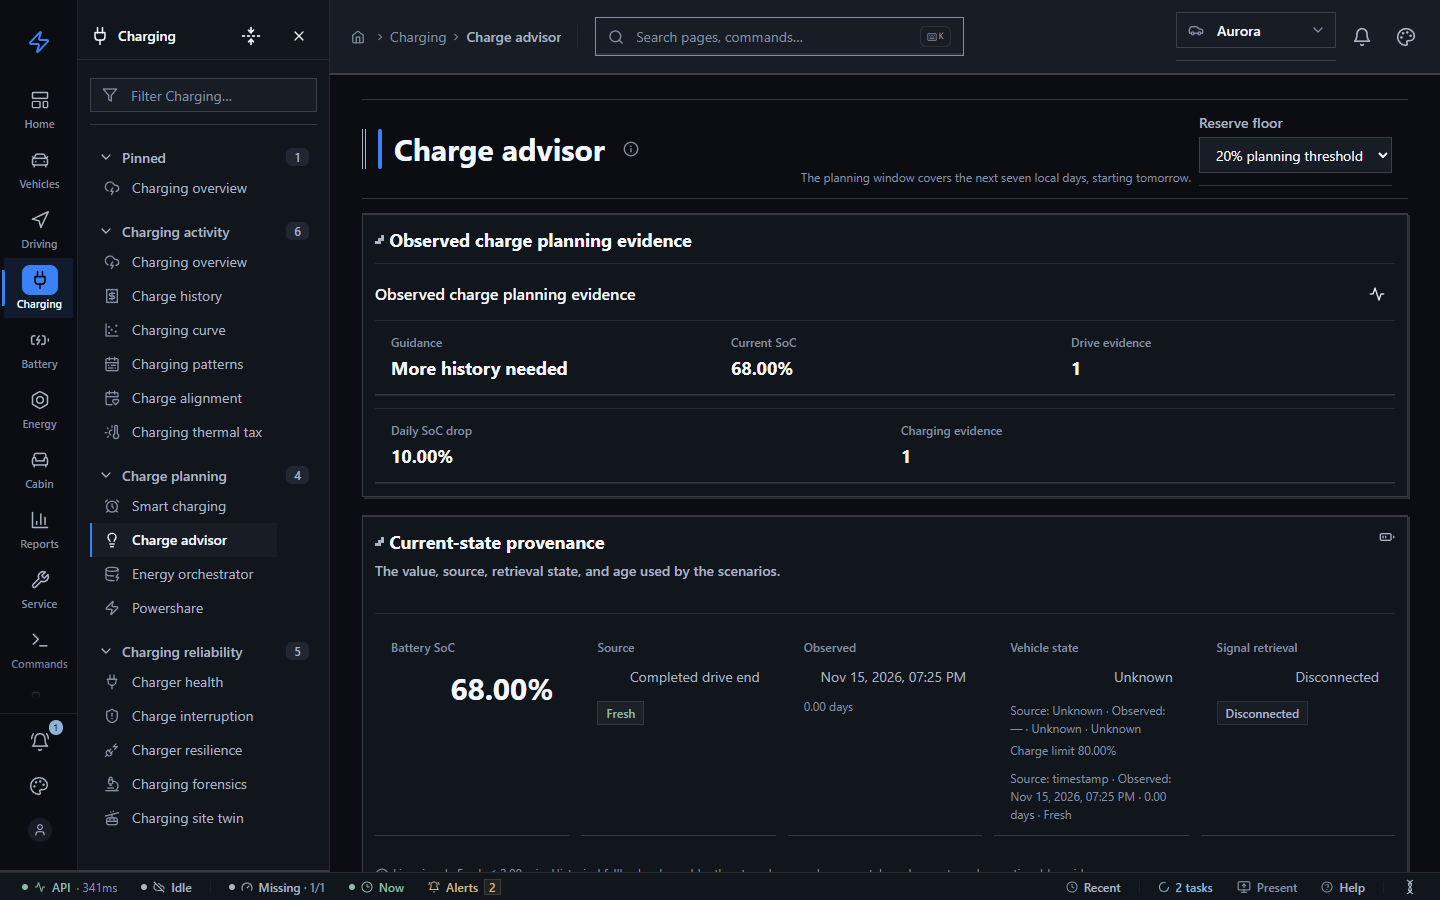 Charging
Charging
Charge advisor
Search pages, commands...
K
Aurora
Home
Vehicles
Driving
Charging
Battery
Energy
Cabin
Reports
Service
Commands
1
Filter Charging...
Pinned
1
Charging overview
Charging activity
6
Charging overview
Charge history
Charging curve
Charging patterns
Charge alignment
Charging thermal tax
Charge planning
4
Smart charging
Charge advisor
Energy orchestrator
Powershare
Charging reliability
5
Charger health
Charge interruption
Charger resilience
Charging forensics
Charging site twin
Charge advisor
The planning window covers the next seven local days, starting tomorrow.
Reserve floor
20% planning threshold
Observed charge planning evidence
Observed charge planning evidence
Guidance
More history needed
Current SoC
68.00%
Drive evidence
1
Daily SoC drop
10.00%
Charging evidence
1
Current-state provenance
The value, source, retrieval state, and age used by the scenarios.
Battery SoC
68.00%
Source
Completed drive end
Fresh
Observed
Nov 15, 2026, 07:25 PM
0.00 days
Vehicle state
Unknown
Source: Unknown · Observed:
— · Unknown · Unknown
Charge limit 80.00%
Source: timestamp · Observed:
Nov 15, 2026, 07:25 PM · 0.00
days · Fresh
Signal retrieval
Disconnected
Disconnected
API · 341ms
Idle
Missing · 1/1
Now
Alerts 2
Recent
2 tasks
Present
Help